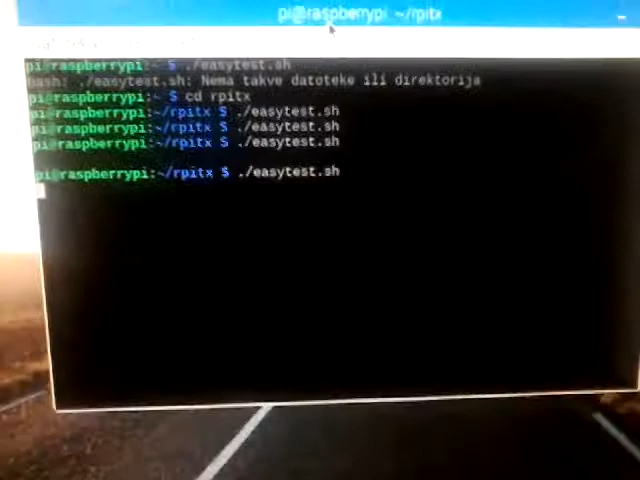 pi@raspberrypi: ~/rpitx
pi@raspberrypi:~ $ ./easytest.sh
bash: ./easytest.sh: Nema takve datoteke ili direktorija
pi@raspberrypi:~ $ cd rpitx
pi@raspberrypi:~/rpitx $ ./easytest.sh
pi@raspberrypi:~/rpitx $ ./easytest.sh
pi@raspberrypi:~/rpitx $ ./easytest.sh
pi@raspberrypi:~/rpitx $ ./easytest.sh